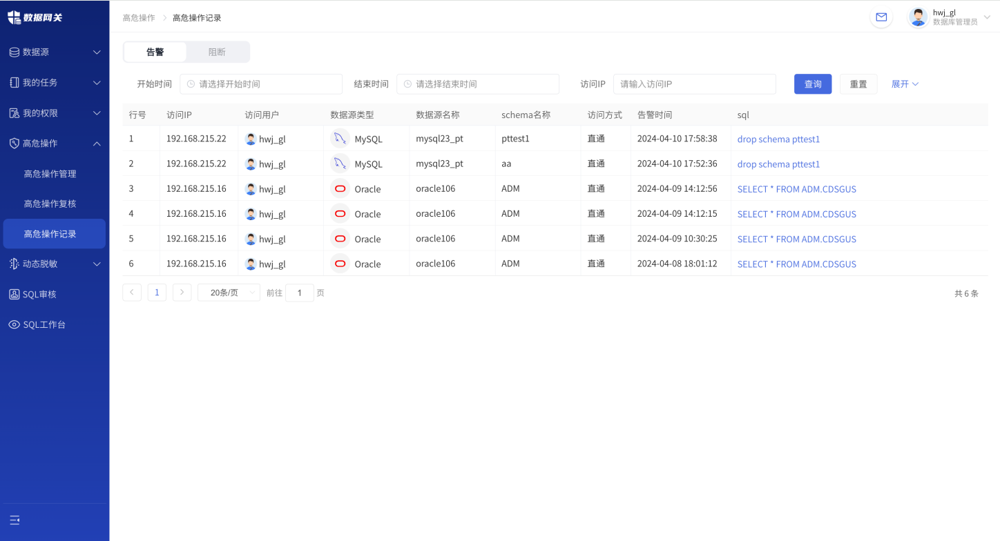 数据网关
高危操作 > 高危操作记录
hwj_gl
数据库管理员
数据源
我的任务
我的权限
高危操作
高危操作管理
高危操作复核
高危操作记录
动态脱敏
SQL审核
SQL工作台
告警 阻断
开始时间 请选择开始时间 结束时间 请选择结束时间 访问IP 请输入访问IP 查询 重置 展开
行号 访问IP 访问用户 数据源类型 数据源名称 schema名称 访问方式 告警时间 sql
1 192.168.215.22 hwj_gl MySQL mysql23_pt pttest1 直通 2024-04-10 17:58:38 drop schema pttest1
2 192.168.215.22 hwj_gl MySQL mysql23_pt aa 直通 2024-04-10 17:52:36 drop schema pttest1
3 192.168.215.16 hwj_gl Oracle oracle106 ADM 直通 2024-04-09 14:12:56 SELECT * FROM ADM.CDSGUS
4 192.168.215.16 hwj_gl Oracle oracle106 ADM 直通 2024-04-09 14:12:15 SELECT * FROM ADM.CDSGUS
5 192.168.215.16 hwj_gl Oracle oracle106 ADM 直通 2024-04-09 10:30:25 SELECT * FROM ADM.CDSGUS
6 192.168.215.16 hwj_gl Oracle oracle106 ADM 直通 2024-04-08 18:01:12 SELECT * FROM ADM.CDSGUS
< 1 > 20条/页 前往 1 页 共 6 条